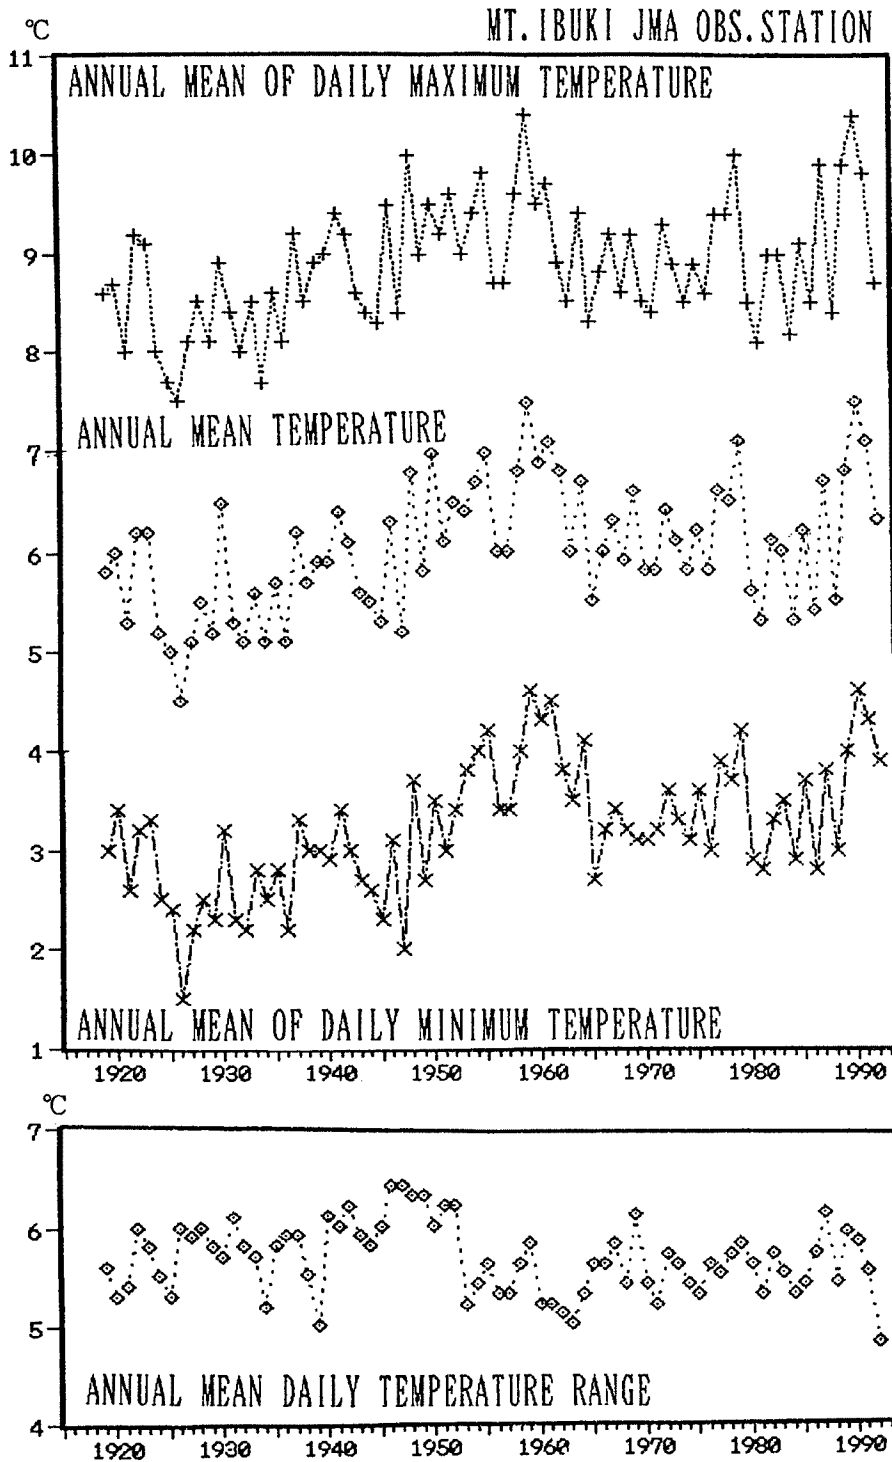 °C
MT. IBUKI JMA OBS. STATION
11
ANNUAL MEAN OF DAILY MAXIMUM TEMPERATURE
10
9
8
ANNUAL MEAN TEMPERATURE
7
6
5
4
3
2
ANNUAL MEAN OF DAILY MINIMUM TEMPERATURE
1
1920 1930 1940 1950 1960 1970 1980 1990
°C
7
6
5
ANNUAL MEAN DAILY TEMPERATURE RANGE
4
1920 1930 1940 1950 1960 1970 1980 1990